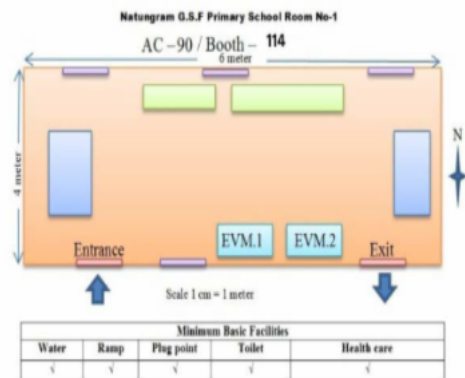 Natungram G.S.F Primary School Room No-1
AC – 90 / Booth – 114
6 meter
4 meter
N
EVM.1 EVM.2
Entrance Exit
Scale 1 cm = 1 meter
Minimum Basic Facilities
Water Ramp Plug point Toilet Health care
√ √ √ √ √